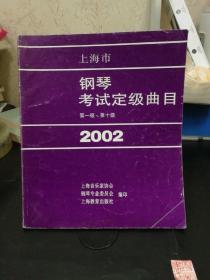 上海市
钢琴
考试定级曲目
第一级~第十级
2002
上海音乐家协会
钢琴专业委员会 编印
上海教育出版社